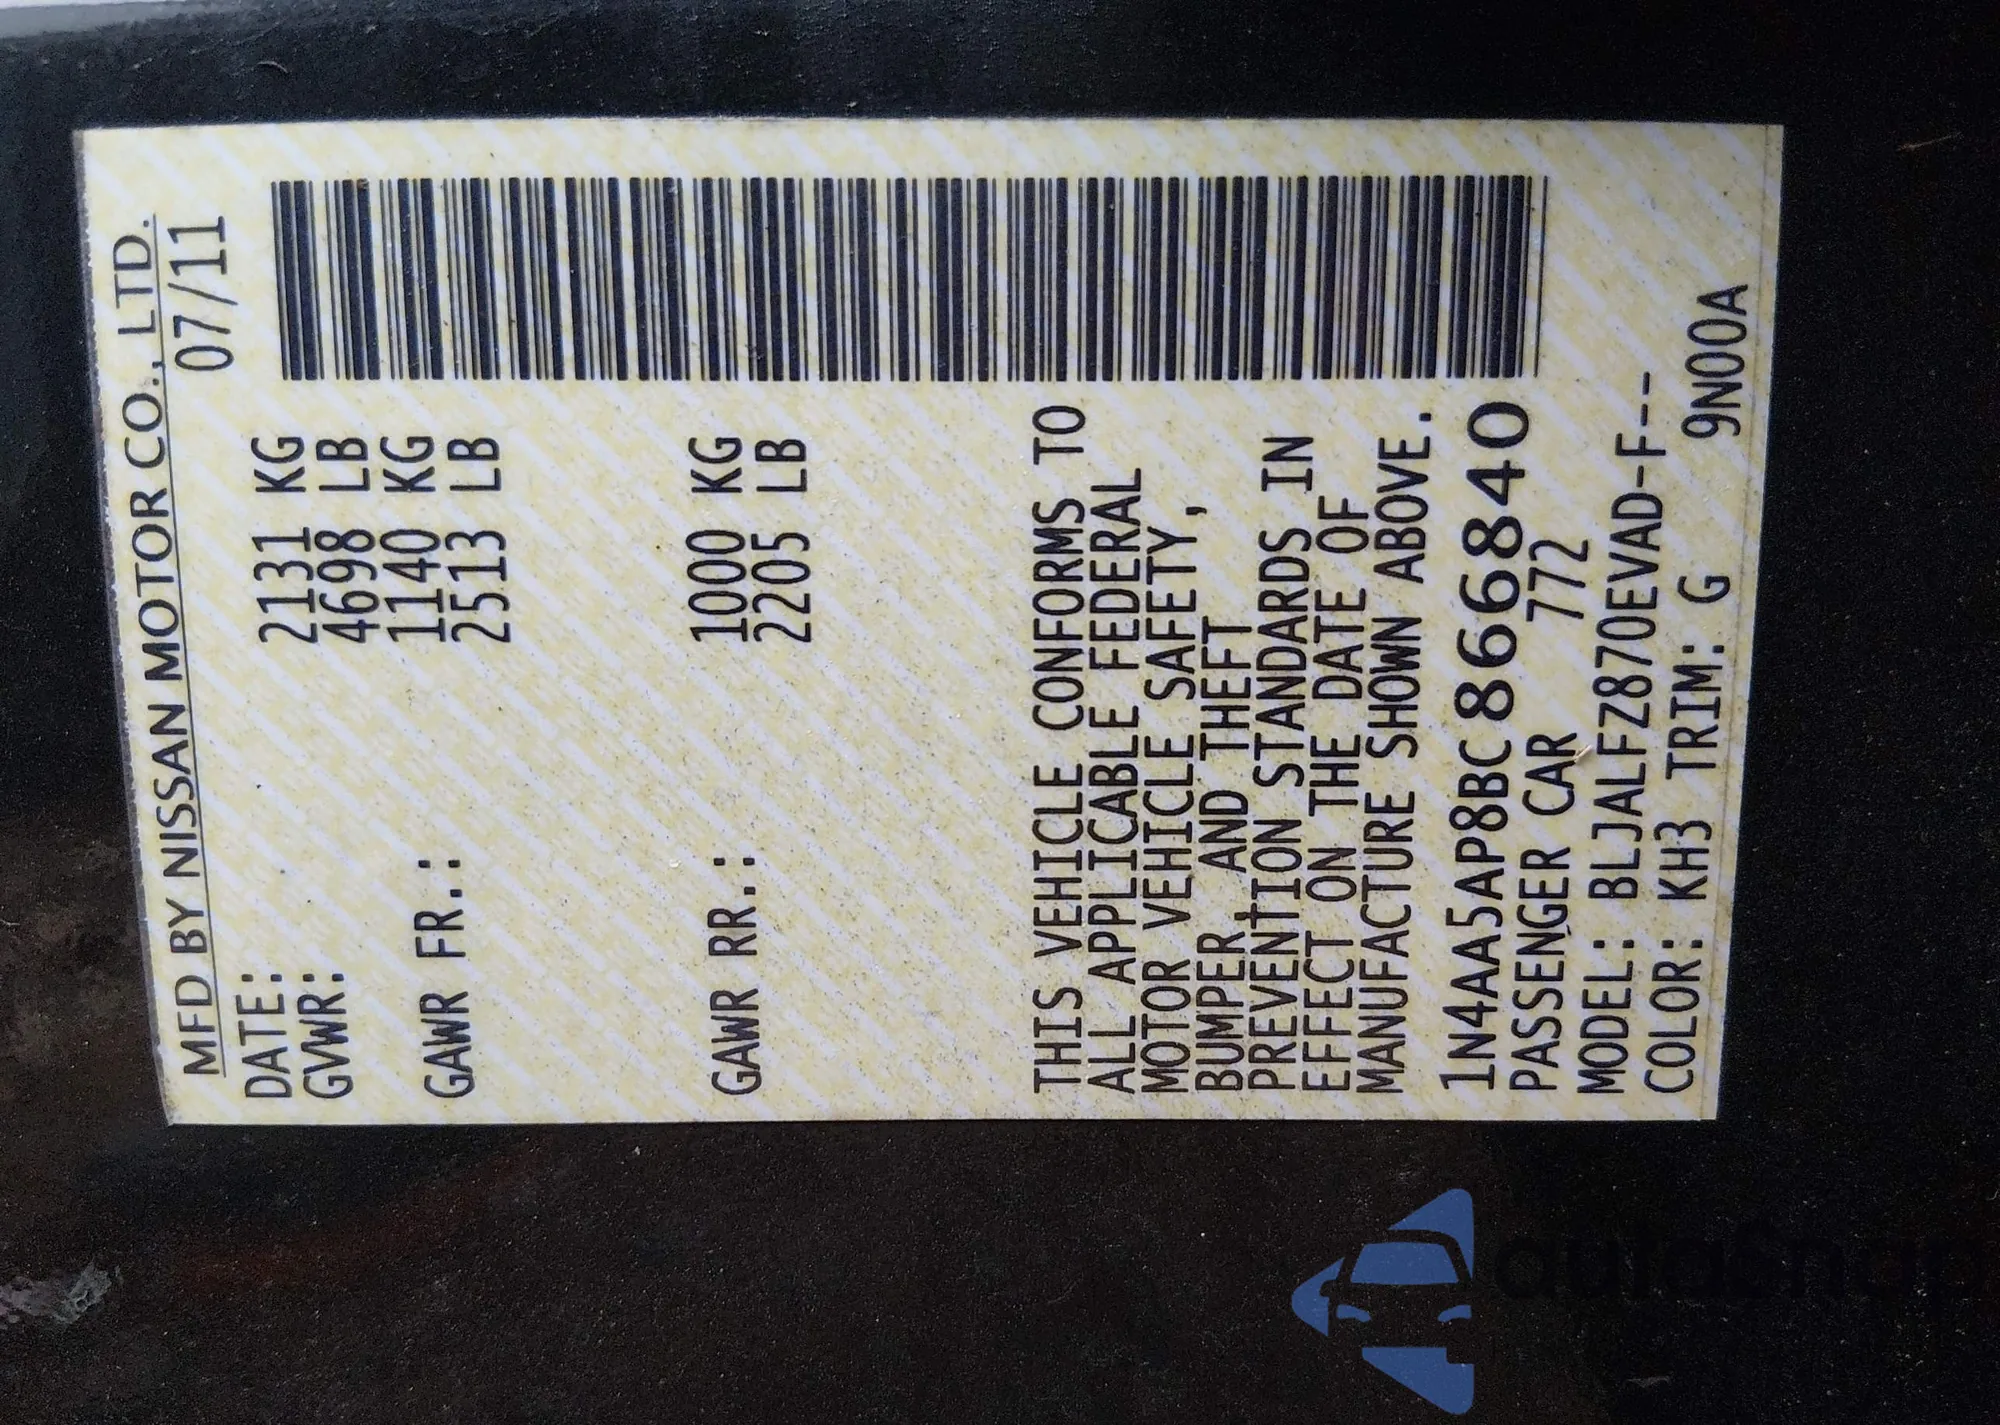 MFD BY NISSAN MOTOR CO., LTD.
DATE: 07/11
GVWR: 2131 KG
4698 LB
GAWR FR.: 1140 KG
2513 LB
GAWR RR.: 1000 KG
2205 LB
THIS VEHICLE CONFORMS TO
ALL APPLICABLE FEDERAL
MOTOR VEHICLE SAFETY,
BUMPER AND THEFT
PREVENTION STANDARDS IN
EFFECT ON THE DATE OF
MANUFACTURE SHOWN ABOVE.
1N4AA5AP8BC866840
PASSENGER CAR 772
MODEL: BLJALFZ870EVAD-F---
COLOR: KH3 TRIM: G 9N00A